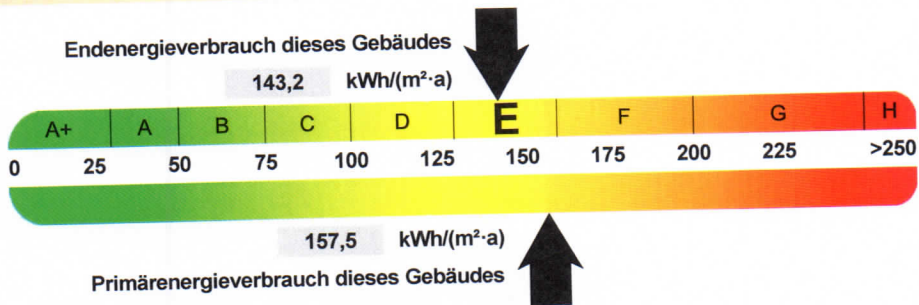 Endenergieverbrauch dieses Gebäudes
143,2 kWh/(m²·a)
A+ A B C D E F G H
0 25 50 75 100 125 150 175 200 225 >250
157,5 kWh/(m²·a)
Primärenergieverbrauch dieses Gebäudes